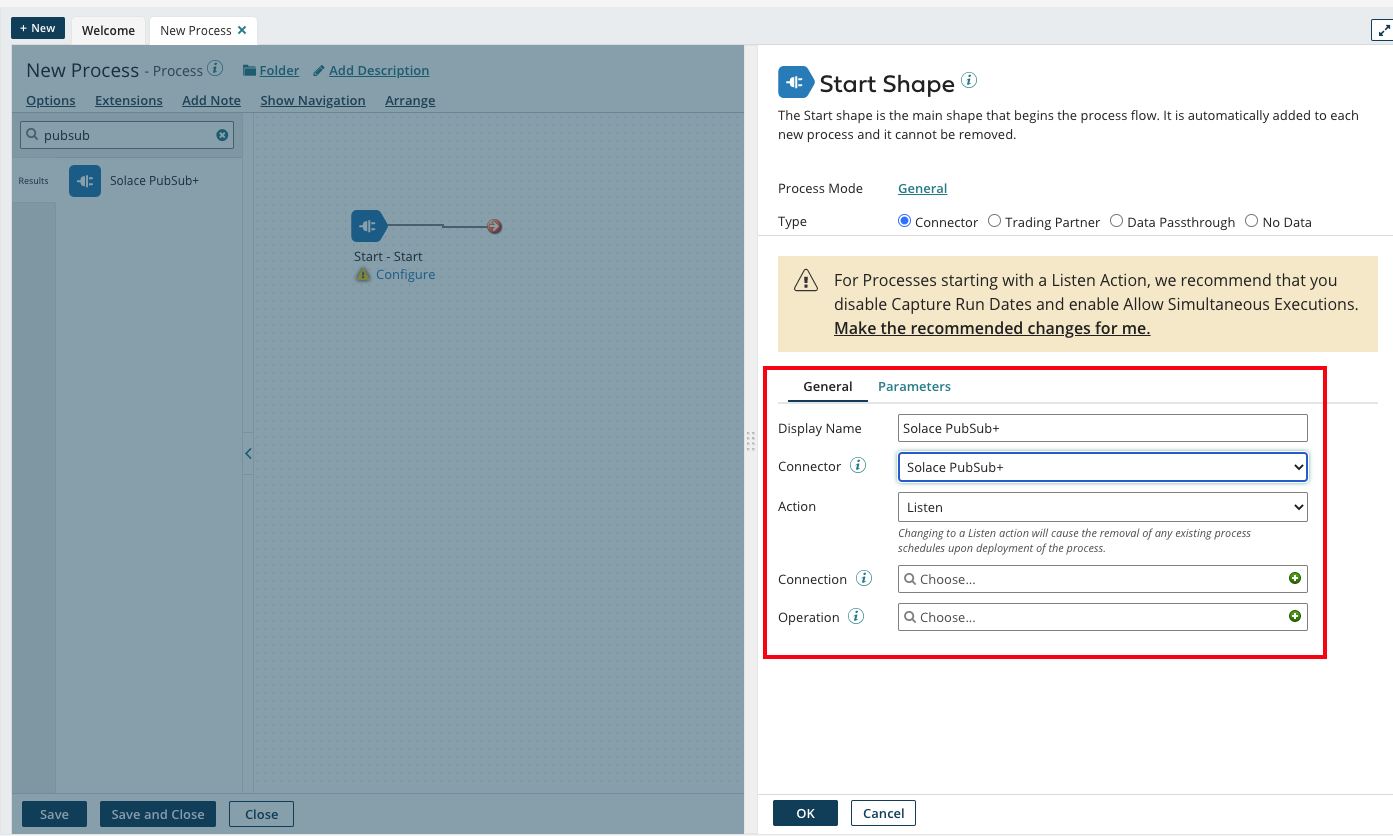 + New
Welcome
New Process
New Process - Process
Folder
Add Description
Options
Extensions
Add Note
Show Navigation
Arrange
pubsub
Results
Solace PubSub+
Start - Start
Configure
Save
Save and Close
Close
Start Shape
The Start shape is the main shape that begins the process flow. It is automatically added to each
new process and it cannot be removed.
Process Mode
General
Type
Connector
Trading Partner
Data Passthrough
No Data
For Processes starting with a Listen Action, we recommend that you
disable Capture Run Dates and enable Allow Simultaneous Executions.
Make the recommended changes for me.
General
Parameters
Display Name
Solace PubSub+
Connector
Solace PubSub+
Action
Listen
Changing to a Listen action will cause the removal of any existing process
schedules upon deployment of the process.
Connection
Choose...
Operation
Choose...
OK
Cancel